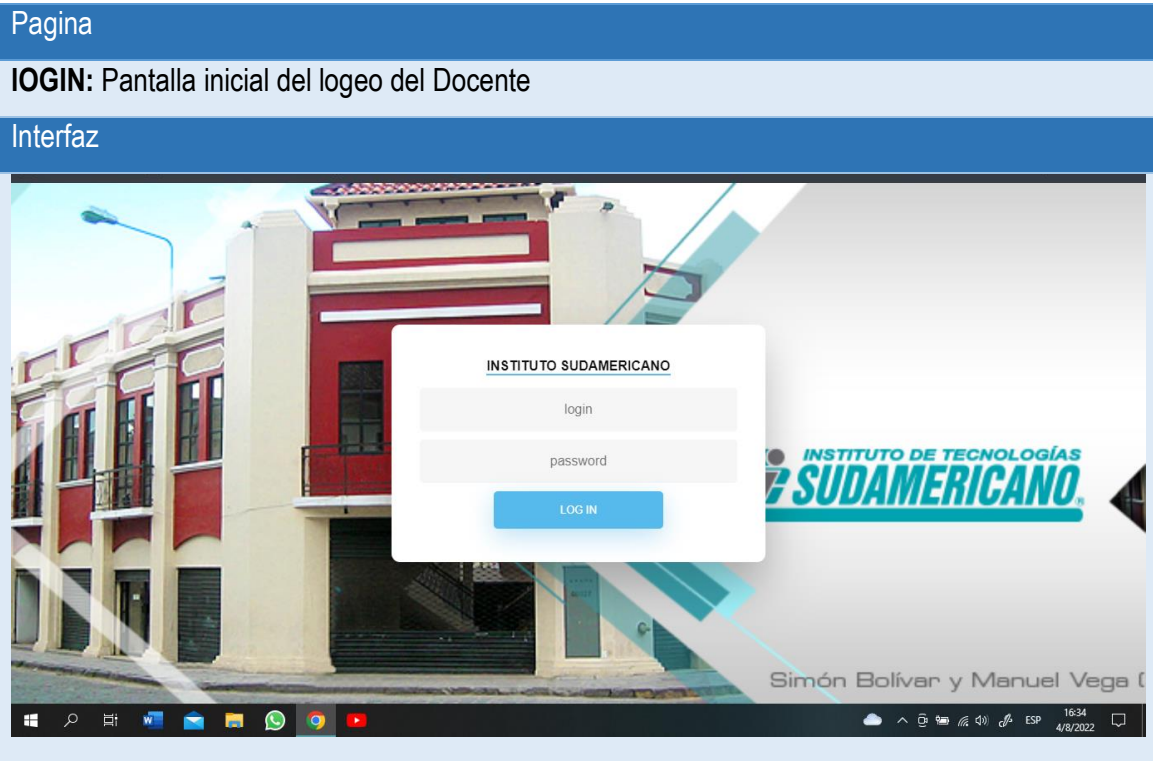 Pagina
lOGIN: Pantalla inicial del logeo del Docente
Interfaz
INSTITUTO SUDAMERICANO
login
password
LOG IN
INSTITUTO DE TECNOLOGÍAS
SUDAMERICANO
Simón Bolívar y Manuel Vega (
ESP
16:34
4/8/2022